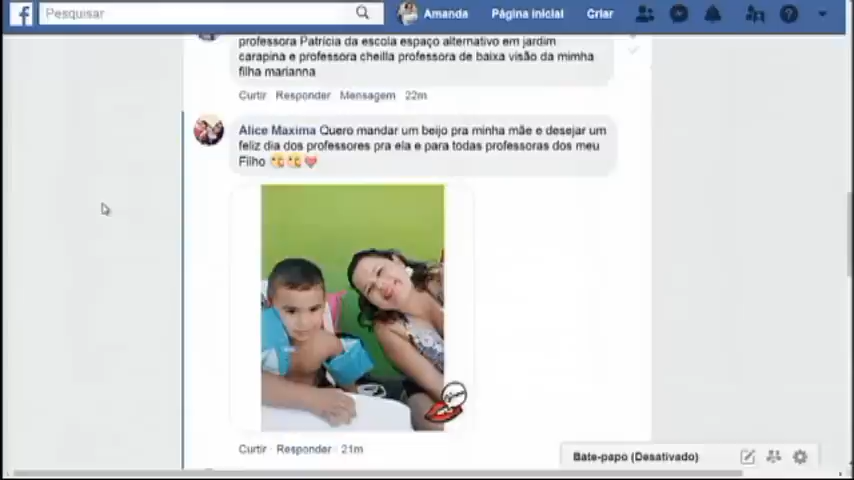 Pesquisar
Amanda
Página inicial
Criar
professora Patrícia da escola espaço alternativo em jardim
carapina e professora cheilla professora de baixa visão da mimha
filha marianna
Curtir · Responder · Mensagem · 22m
Alice Maxima Quero mandar um beijo pra minha mãe e desejar um
feliz dia dos professores pra ela e para todas professoras dos meu
Filho
Curtir · Responder · 21m
Bate-papo (Desativado)